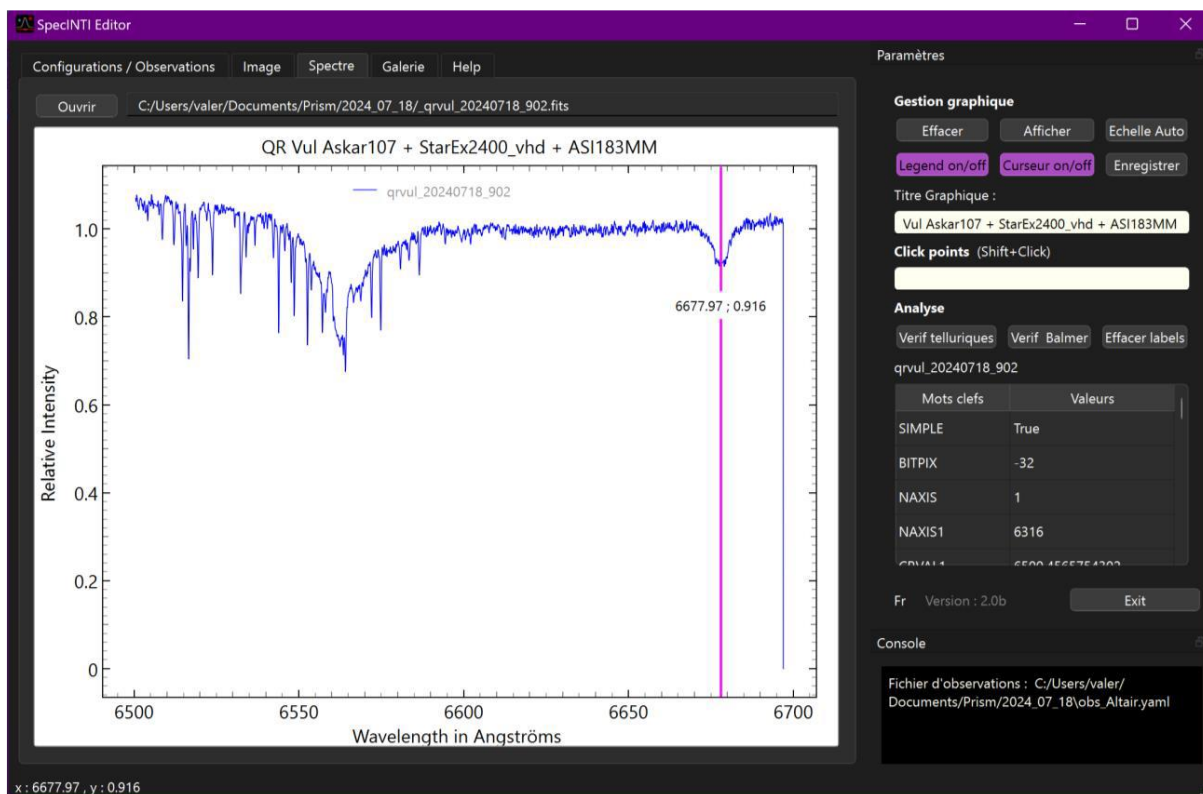 SpecINTI Editor
Configurations / Observations Image Spectre Galerie Help
Ouvrir C:/Users/valer/Documents/Prism/2024_07_18/_qrvul_20240718_902.fits
QR Vul Askar107 + StarEx2400_vhd + ASI183MM
qrvul_20240718_902
Relative Intensity
1.0
0.8
0.6
0.4
0.2
0
6677.97 ; 0.916
6500 6550 6600 6650 6700
Wavelength in Angströms
x : 6677.97 , y : 0.916
Paramètres
Gestion graphique
Effacer Afficher Echelle Auto
Legend on/off Curseur on/off Enregistrer
Titre Graphique :
Vul Askar107 + StarEx2400_vhd + ASI183MM
Click points (Shift+Click)
Analyse
Verif telluriques Verif Balmer Effacer labels
qrvul_20240718_902
Mots clefs Valeurs
SIMPLE True
BITPIX -32
NAXIS 1
NAXIS1 6316
Fr Version : 2.0b Exit
Console
Fichier d'observations : C:/Users/valer/
Documents/Prism/2024_07_18\obs_Altair.yaml